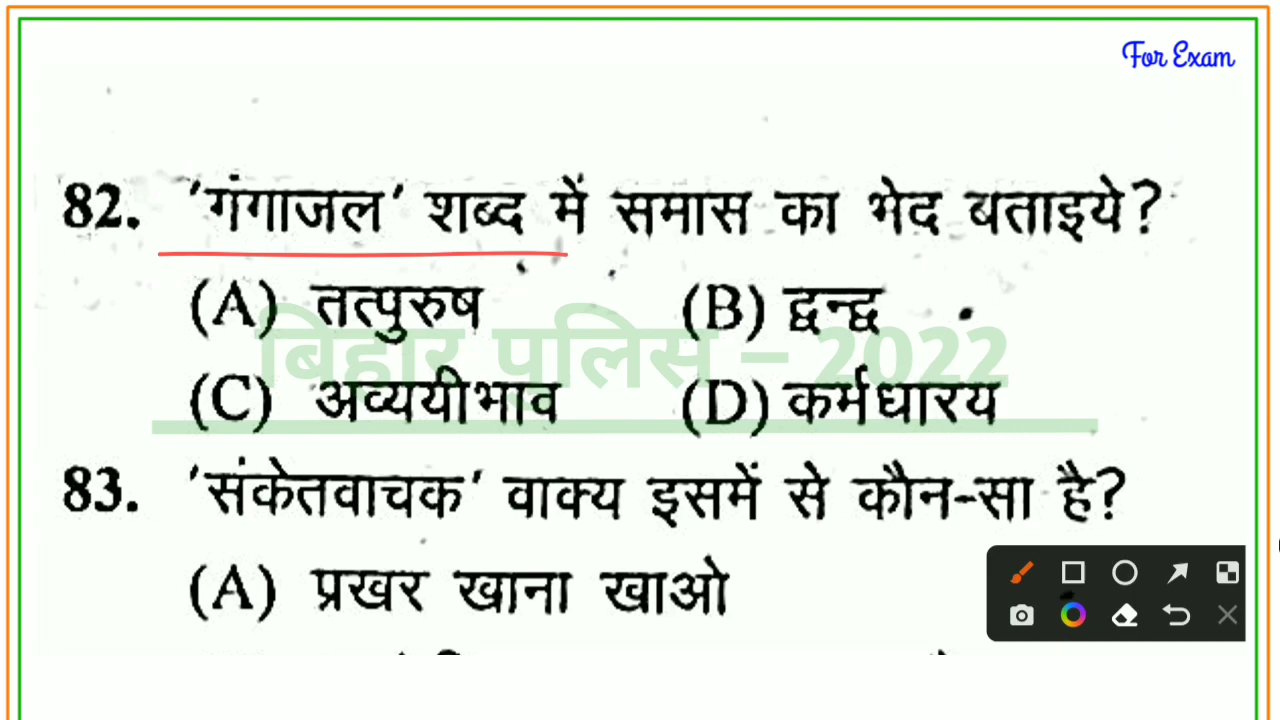 For Exam
82. 'गंगाजल' शब्द में समास का भेद बताइये?
(A) तत्पुरुष (B) द्वन्द्व
बिहार पुलिस – 2022
(C) अव्ययीभाव (D) कर्मधारय
83. 'संकेतवाचक' वाक्य इसमें से कौन-सा है?
(A) प्रखर खाना खाओ